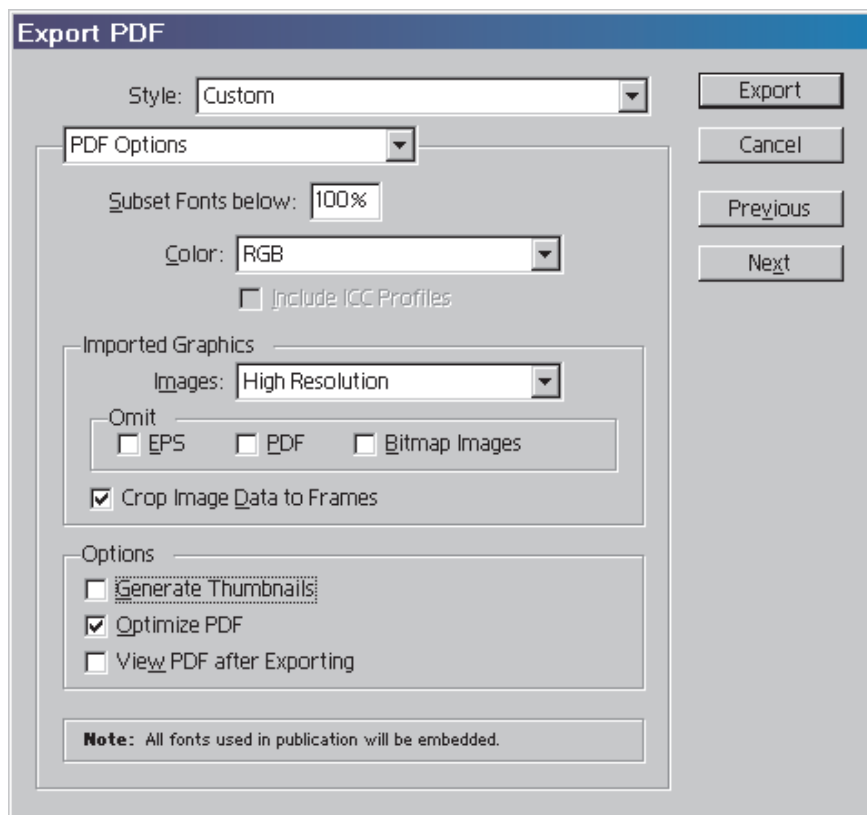 Export PDF
Style: Custom
Export
PDF Options
Cancel
Subset Fonts below: 100%
Previous
Color: RGB
Next
Include ICC Profiles
Imported Graphics
Images: High Resolution
Omit
EPS PDF Bitmap Images
Crop Image Data to Frames
Options
Generate Thumbnails
Optimize PDF
View PDF after Exporting
Note: All fonts used in publication will be embedded.